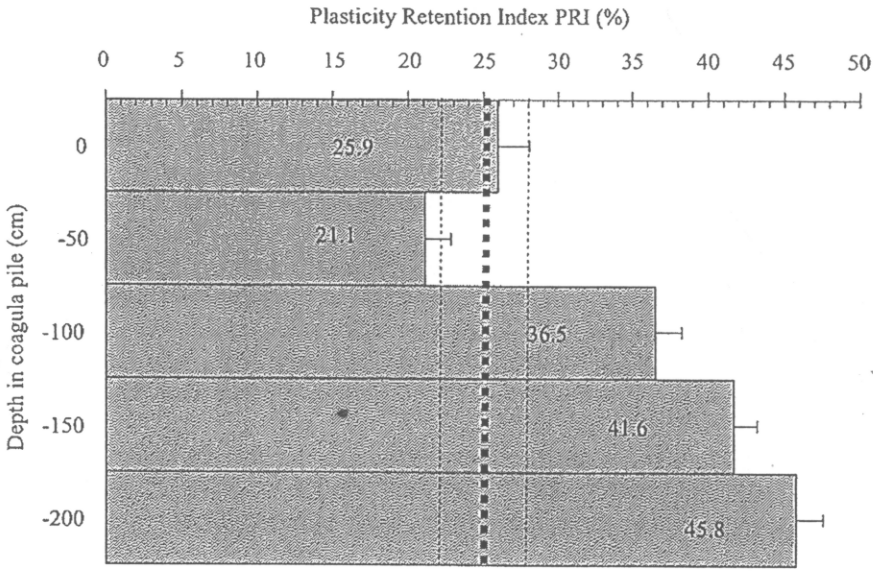 Plasticity Retention Index PRI (%)
0 5 10 15 20 25 30 35 40 45 50
0 25.9
-50 21.1
-100 36.5
-150 41.6
-200 45.8
Depth in coagula pile (cm)